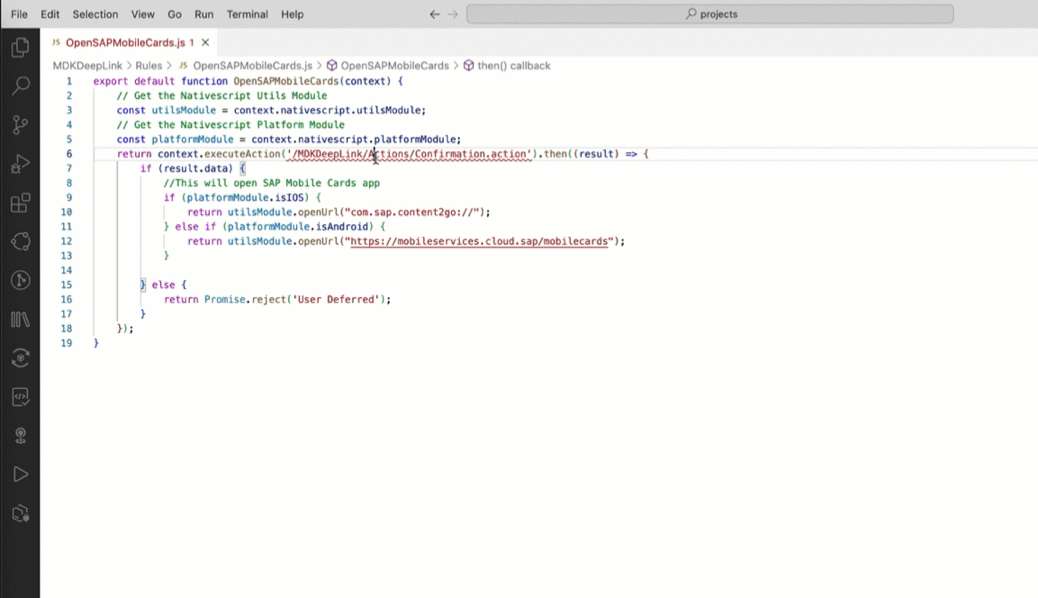 File Edit Selection View Go Run Terminal Help
projects
JS OpenSAPMobileCards.js 1
MDKDeepLink > Rules > JS OpenSAPMobileCards.js > OpenSAPMobileCards > then() callback
1 export default function OpenSAPMobileCards(context) {
2 // Get the Nativescript Utils Module
3 const utilsModule = context.nativescript.utilsModule;
4 // Get the Nativescript Platform Module
5 const platformModule = context.nativescript.platformModule;
6 return context.executeAction('/MDKDeepLink/Actions/Confirmation.action').then((result) => {
7 if (result.data) {
8 //This will open SAP Mobile Cards app
9 if (platformModule.isIOS) {
10 return utilsModule.openUrl("com.sap.content2go://");
11 } else if (platformModule.isAndroid) {
12 return utilsModule.openUrl("https://mobileservices.cloud.sap/mobilecards");
13 }
14
15 } else {
16 return Promise.reject('User Deferred');
17 }
18 });
19 }